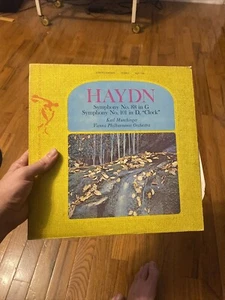 HAYDN
Symphony No. 88 in G
Symphony No. 101 in D, "Clock"
Karl Münchinger
Vienna Philharmonic Orchestra